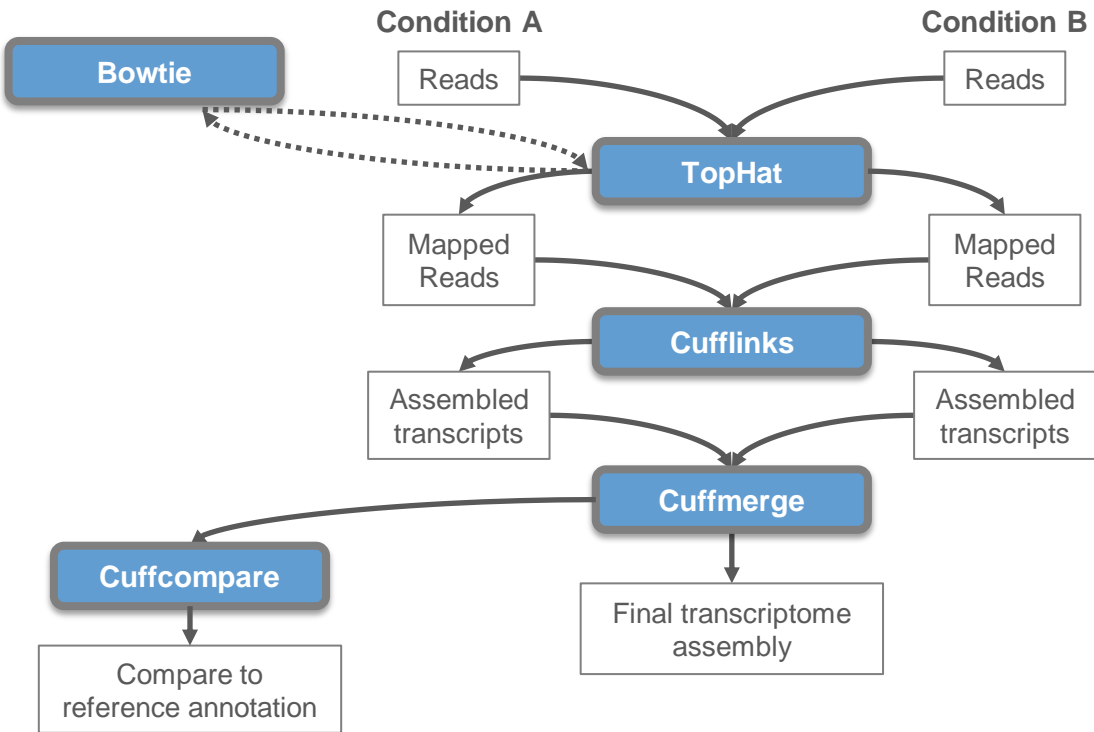 Condition A
Condition B
Bowtie
Reads
Reads
TopHat
Mapped
Reads
Mapped
Reads
Cufflinks
Assembled
transcripts
Assembled
transcripts
Cuffmerge
Cuffcompare
Final transcriptome
assembly
Compare to
reference annotation